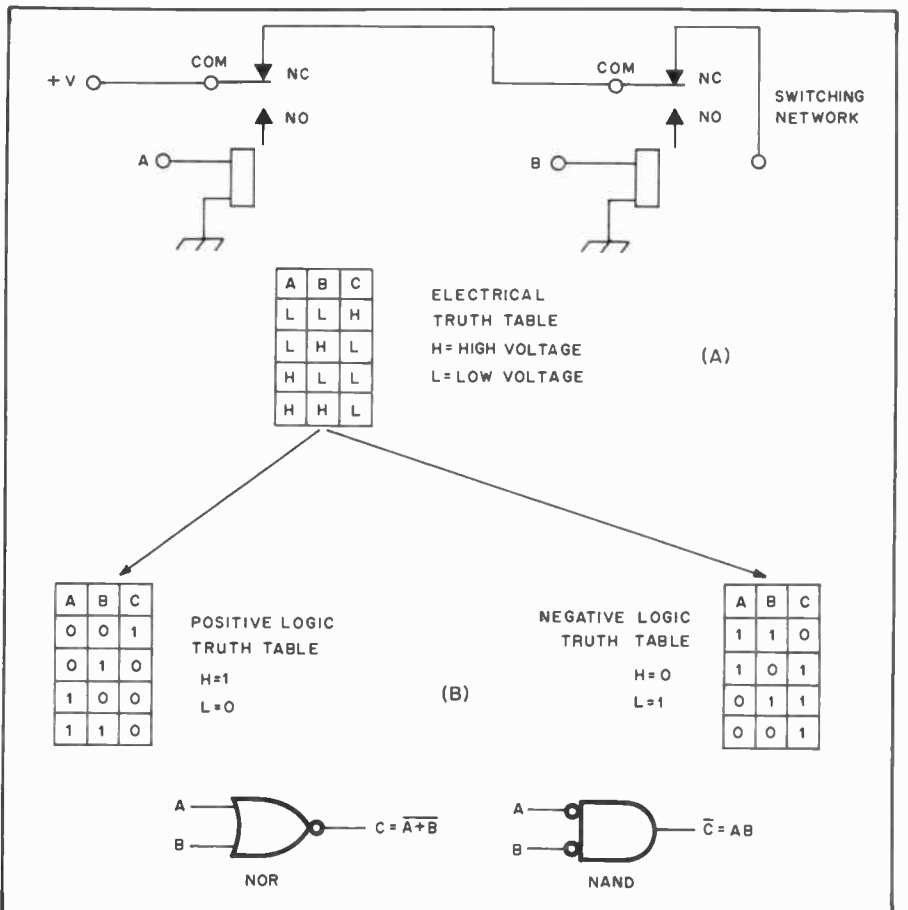 COM
NC
+V
NO
A
COM
NC
NO
B
SWITCHING
NETWORK
A B C
L L H
L H L
H L L
H H L
ELECTRICAL
TRUTH TABLE
H=HIGH VOLTAGE
L=LOW VOLTAGE
(A)
A B C
0 0 1
0 1 0
1 0 0
1 1 0
POSITIVE LOGIC
TRUTH TABLE
H=1
L=0
(B)
NEGATIVE LOGIC
TRUTH TABLE
H=0
L=1
A B C
1 1 0
1 0 1
0 1 1
0 0 1
A
B
C = A̅+̅B̅
NOR
A
B
C̅ = AB
NAND